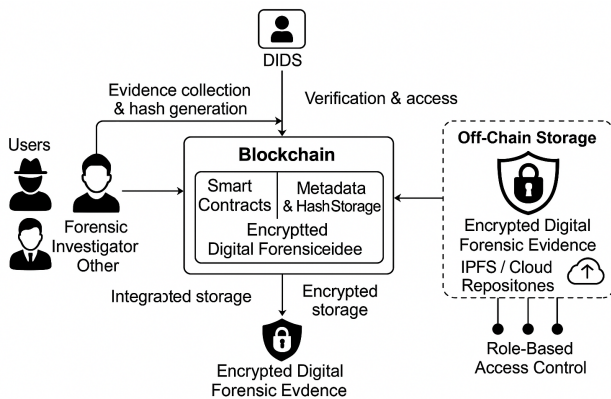 DIDS
Evidence collection
& hash generation
Verification & access
Users
Forensic
Investigator
Other
Blockchain
Smart
Contracts
Metadata
& HashStorage
Encryptted
Digital Forensiceidee
Off-Chain Storage
Encrypted Digital
Forensic Evidence
IPFS / Cloud
Repositones
Integraɒted storage
Encrypted
storage
Encrypted Digital
Forensic Evdence
Role-Based
Access Control